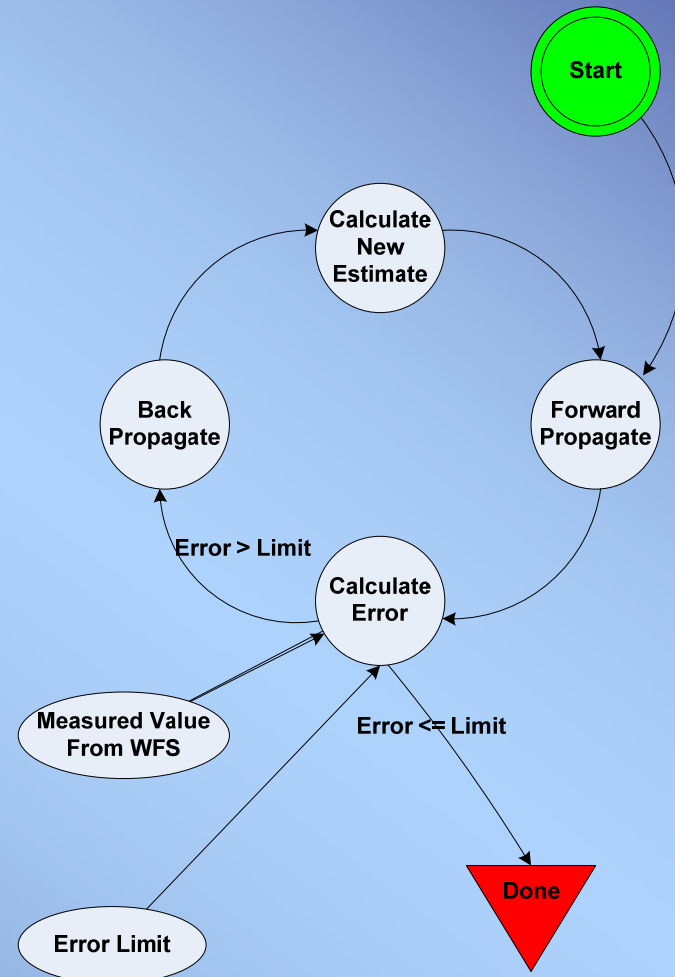 Start
Calculate
New
Estimate
Back
Propagate
Forward
Propagate
Error > Limit
Calculate
Error
Measured Value
From WFS
Error <= Limit
Done
Error Limit